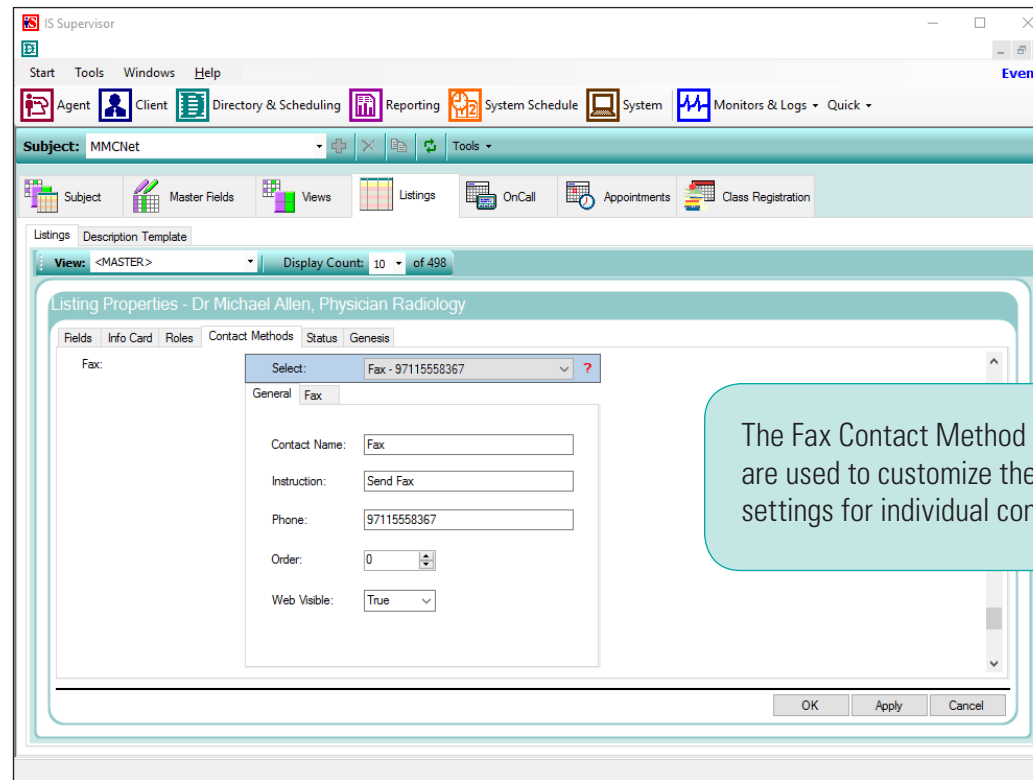 IS Supervisor
Start Tools Windows Help
Even
Agent Client Directory & Scheduling Reporting System Schedule System Monitors & Logs Quick
Subject: MMCNet Tools
Subject Master Fields Views Listings OnCall Appointments Class Registration
Listings Description Template
View: <MASTER> Display Count: 10 of 498
Listing Properties - Dr Michael Allen, Physician Radiology
Fields Info Card Roles Contact Methods Status Genesis
Fax:
Select: Fax - 97115558367 ?
General Fax
Contact Name: Fax
Instruction: Send Fax
Phone: 97115558367
Order: 0
Web Visible: True
The Fax Contact Method
are used to customize the
settings for individual con
OK Apply Cancel